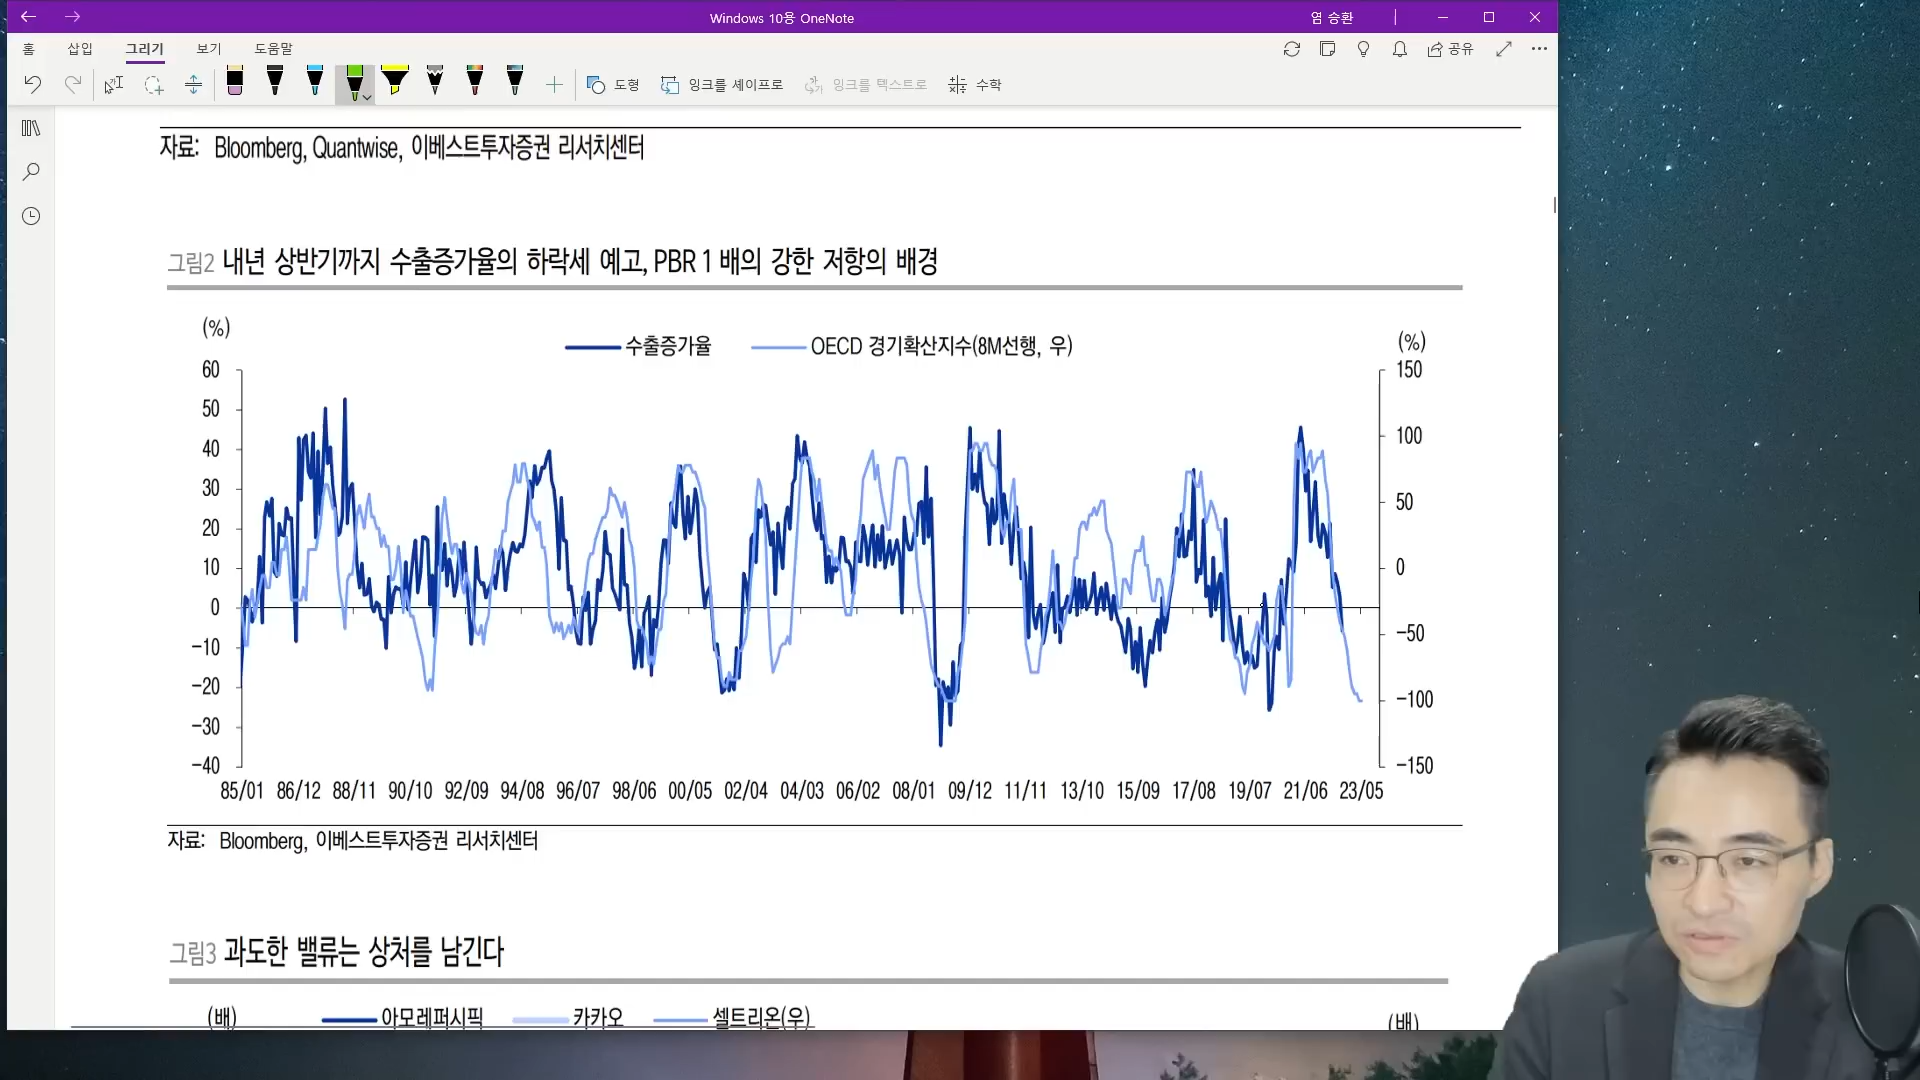 Windows 10용 OneNote
염 승환
홈 삽입 그리기 보기 도움말
공유
도형 잉크를 셰이프로 잉크를 텍스트로 수학
자료: Bloomberg, Quantwise, 이베스트투자증권 리서치센터
그림2 내년 상반기까지 수출증가율의 하락세 예고, PBR 1 배의 강한 저항의 배경
(%) (%)
수출증가율 OECD 경기확산지수(8M선행, 우)
60 150
50
40 100
30
20 50
10 0
0
-10 -50
-20 -100
-30
-40 -150
85/01 86/12 88/11 90/10 92/09 94/08 96/07 98/06 00/05 02/04 04/03 06/02 08/01 09/12 11/11 13/10 15/09 17/08 19/07 21/06 23/05
자료: Bloomberg, 이베스트투자증권 리서치센터
그림3 과도한 밸류는 상처를 남긴다
(배) 아모레퍼시픽 카카오 셀트리온(우) (배)